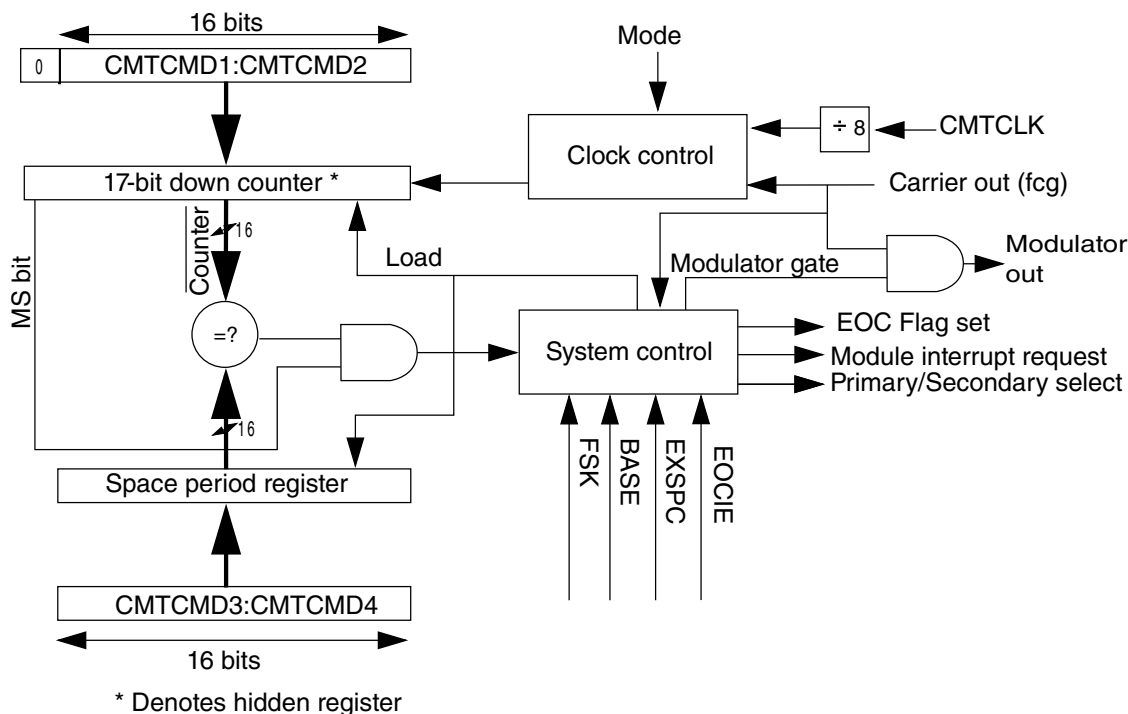 16 bits
Mode
0
CMTCMD1:CMTCMD2
÷ 8
CMTCLK
Clock control
17-bit down counter *
Carrier out (fcg)
MS bit
Counter
16
Load
Modulator gate
Modulator
out
=?
System control
EOC Flag set
Module interrupt request
Primary/Secondary select
16
FSK
BASE
EXSPC
EOCIE
Space period register
CMTCMD3:CMTCMD4
16 bits
* Denotes hidden register